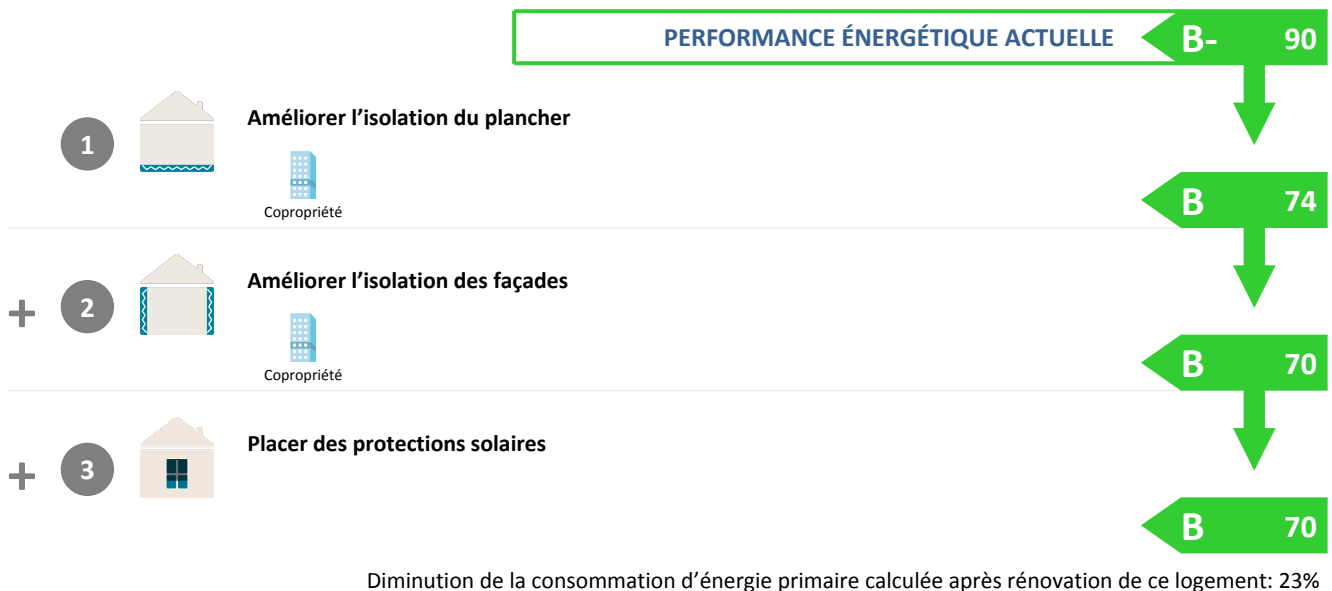 PERFORMANCE ÉNERGÉTIQUE ACTUELLE B- 90
1 Améliorer l’isolation du plancher
Copropriété
B 74
+ 2 Améliorer l’isolation des façades
Copropriété
B 70
+ 3 Placer des protections solaires
B 70
Diminution de la consommation d’énergie primaire calculée après rénovation de ce logement: 23%